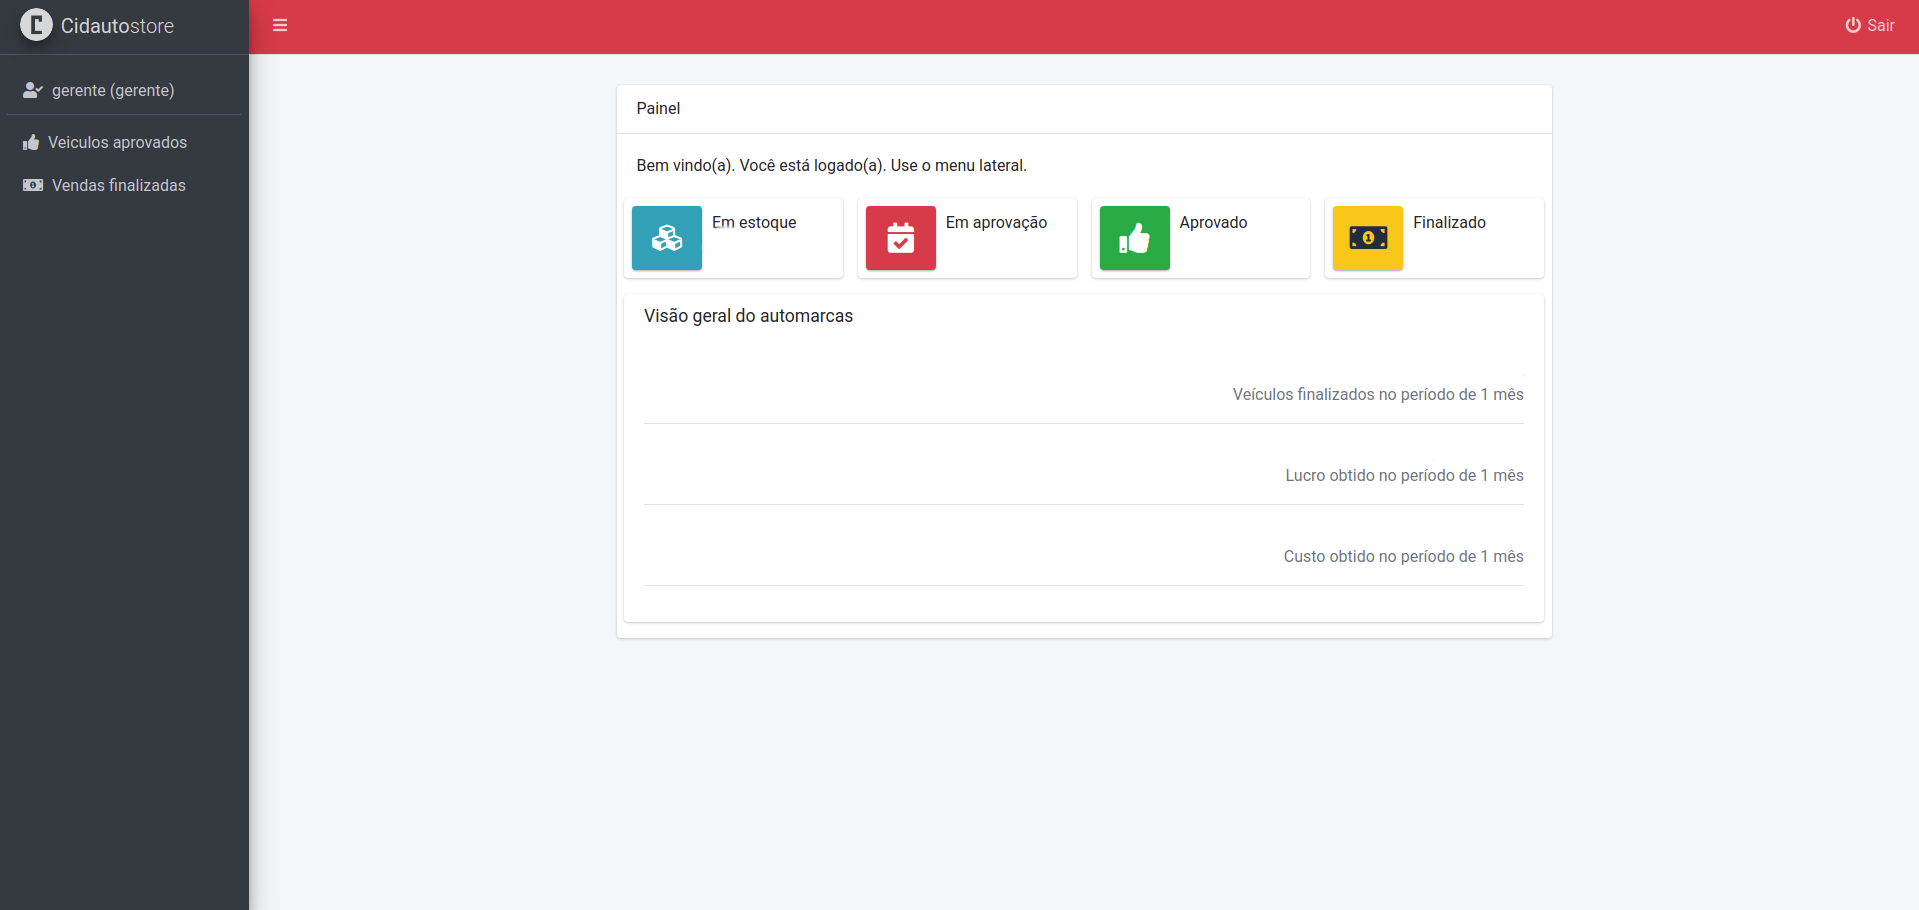 Cidautostore
Sair
gerente (gerente)
Veiculos aprovados
Vendas finalizadas
Painel
Bem vindo(a). Você está logado(a). Use o menu lateral.
Em estoque
Em aprovação
Aprovado
Finalizado
Visão geral do automarcas
Veículos finalizados no período de 1 mês
Lucro obtido no período de 1 mês
Custo obtido no período de 1 mês